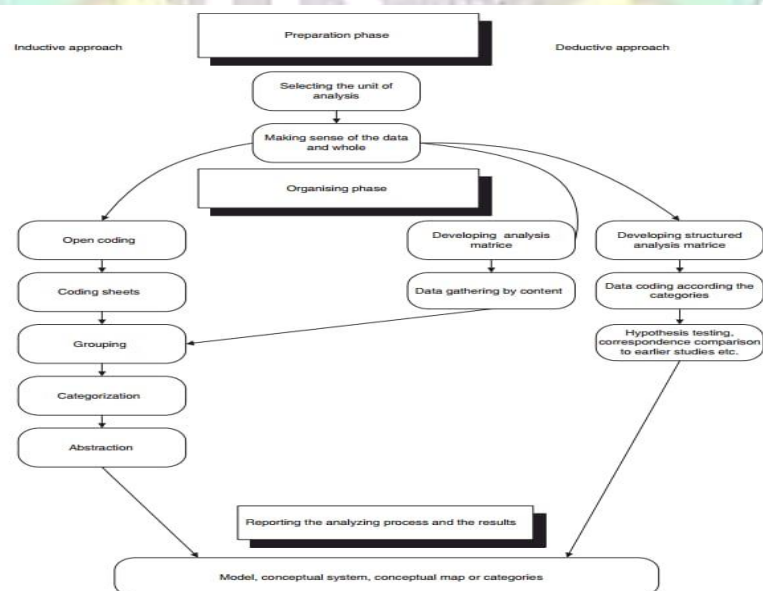 Preparation phase
Inductive approach
Deductive approach
Selecting the unit of
analysis
Making sense of the data
and whole
Organising phase
Open coding
Developing analysis
matrice
Developing structured
analysis matrice
Coding sheets
Data gathering by content
Data coding according the
categories
Grouping
Hypothesis testing,
correspondence comparison
to earlier studies etc.
Categorization
Abstraction
Reporting the analyzing process and the results
Model, conceptual system, conceptual map or categories